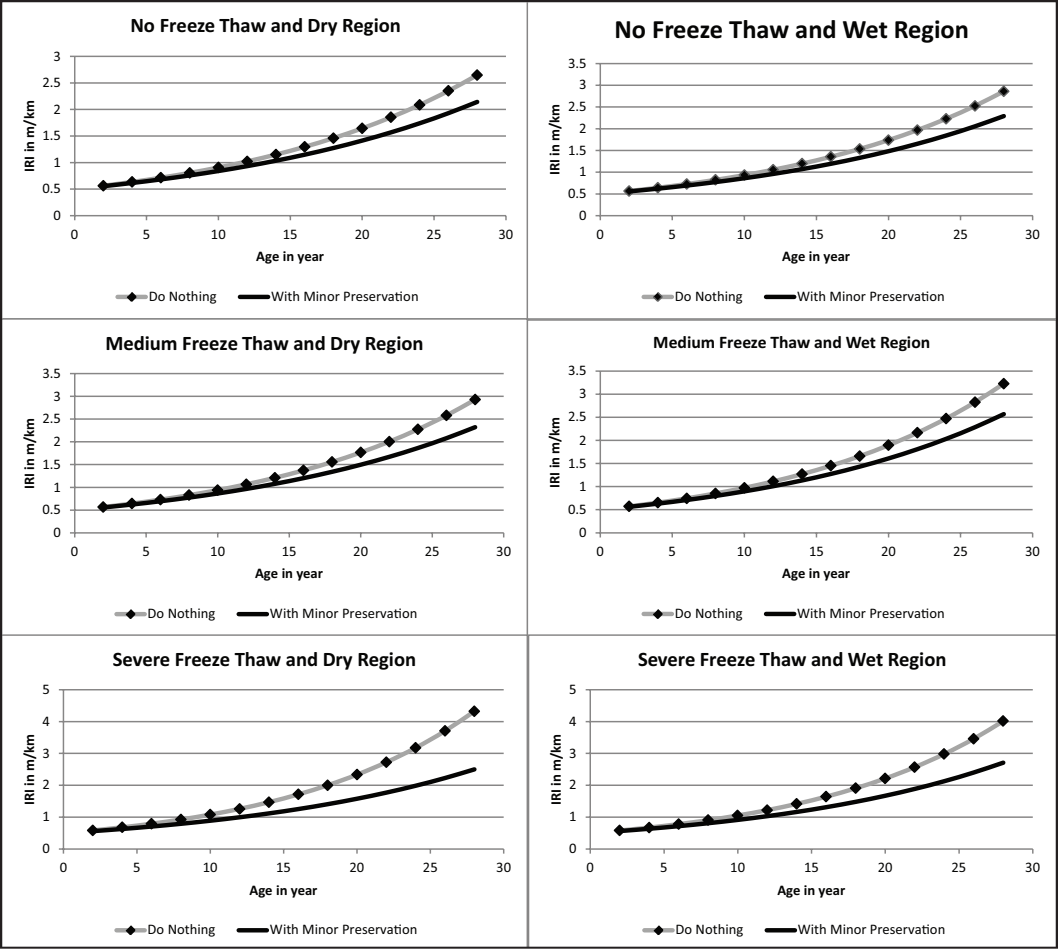 No Freeze Thaw and Dry Region
3
2.5
2
1.5
1
0.5
0
IRI in m/km
0 5 10 15 20 25 30
Age in year
Do Nothing With Minor Preservation
No Freeze Thaw and Wet Region
3.5
3
2.5
2
1.5
1
0.5
0
IRI in m/km
0 5 10 15 20 25 30
Age in year
Do Nothing With Minor Preservation
Medium Freeze Thaw and Dry Region
3.5
3
2.5
2
1.5
1
0.5
0
IRI in m/km
0 5 10 15 20 25 30
Age in year
Do Nothing With Minor Preservation
Medium Freeze Thaw and Wet Region
3.5
3
2.5
2
1.5
1
0.5
0
IRI in m/km
0 5 10 15 20 25 30
Age in year
Do Nothing With Minor Preservation
Severe Freeze Thaw and Dry Region
5
4
3
2
1
0
IRI in m/km
0 5 10 15 20 25 30
Age in year
Do Nothing With Minor Preservation
Severe Freeze Thaw and Wet Region
5
4
3
2
1
0
IRI in m/km
0 5 10 15 20 25 30
Age in year
Do Nothing With Minor Preservation